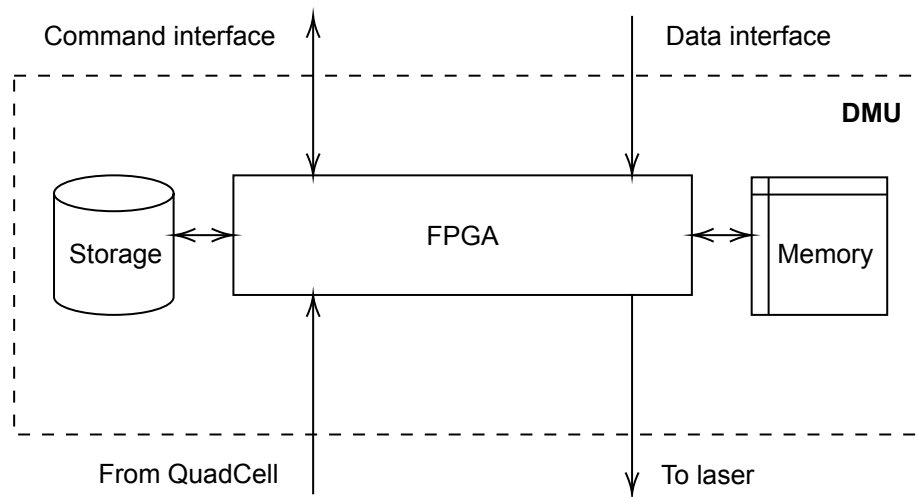 Command interface
Data interface
DMU
Storage
FPGA
Memory
From QuadCell
To laser